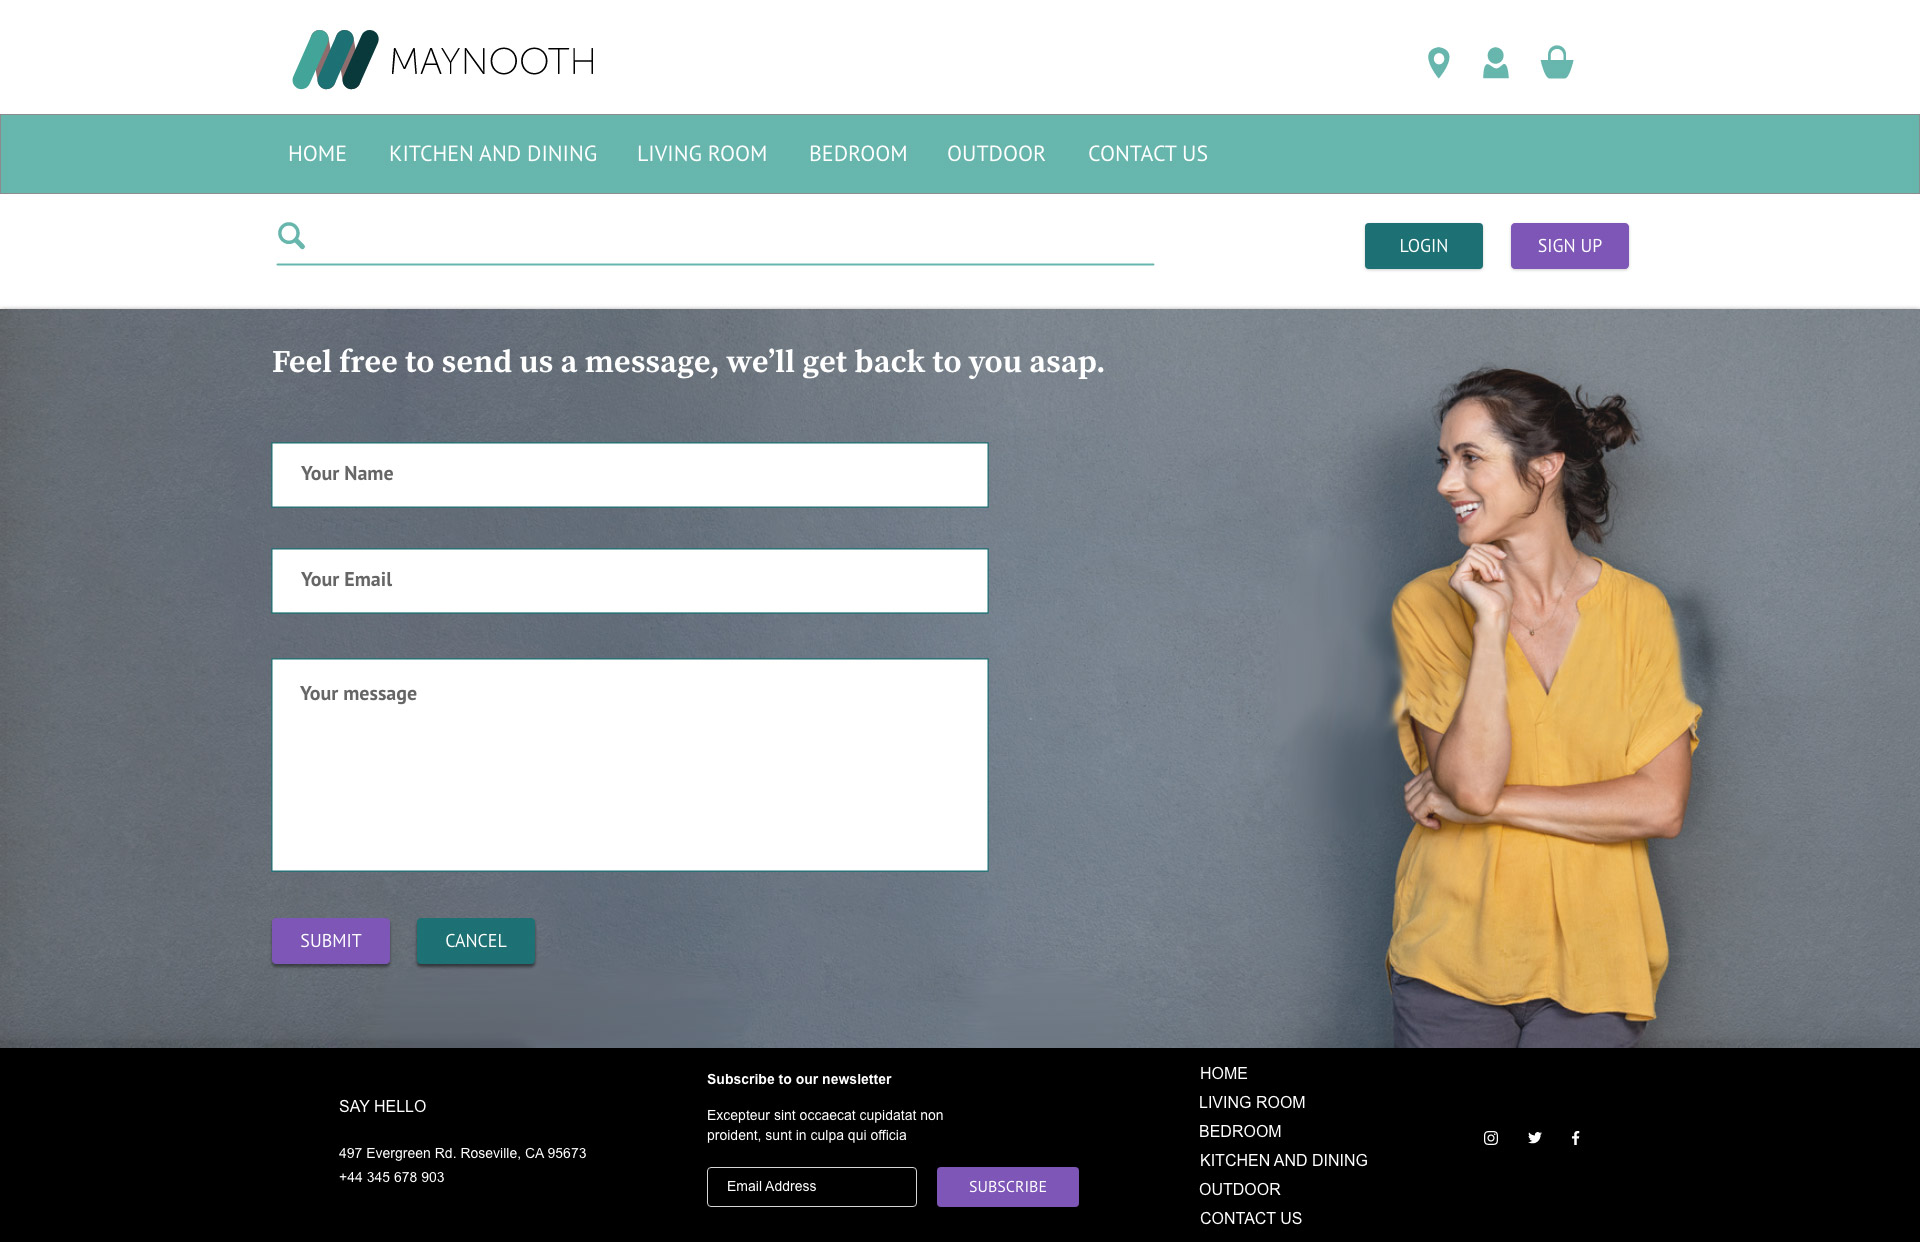 MAYNOOTH
HOME KITCHEN AND DINING LIVING ROOM BEDROOM OUTDOOR CONTACT US
LOGIN SIGN UP
Feel free to send us a message, we’ll get back to you asap.
Your Name
Your Email
Your message
SUBMIT CANCEL
SAY HELLO
497 Evergreen Rd. Roseville, CA 95673
+44 345 678 903
Subscribe to our newsletter
Excepteur sint occaecat cupidatat non
proident, sunt in culpa qui officia
Email Address SUBSCRIBE
HOME
LIVING ROOM
BEDROOM
KITCHEN AND DINING
OUTDOOR
CONTACT US